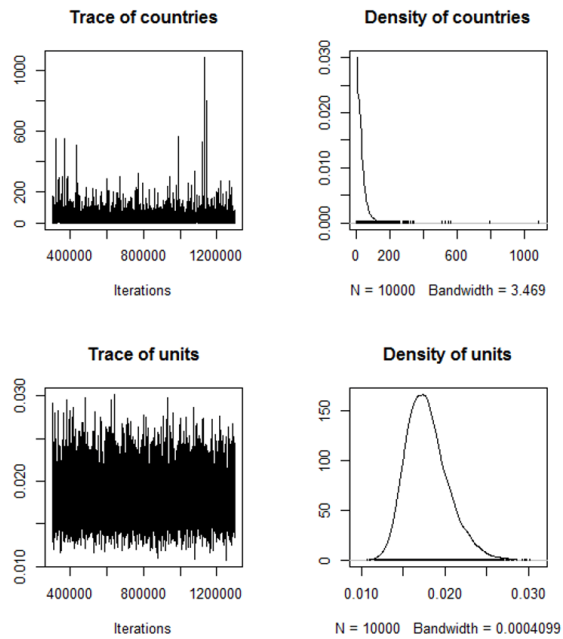 Trace of countries
Density of countries
0 200 600 1000
400000 800000 1200000
Iterations
0.000 0.010 0.020 0.030
0 200 600 1000
N = 10000 Bandwidth = 3.469
Trace of units
Density of units
0.010 0.020 0.030
400000 800000 1200000
Iterations
0 50 100 150
0.010 0.020 0.030
N = 10000 Bandwidth = 0.0004099